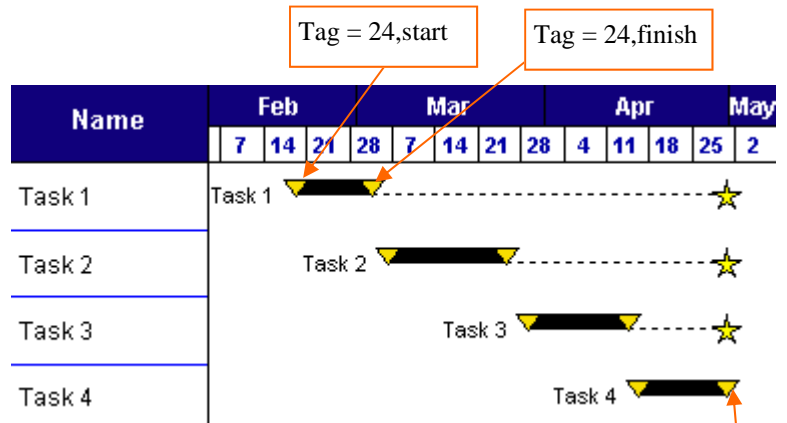 Tag = 24,start Tag = 24,finish
Name Feb Mar Apr May
7 14 21 28 7 14 21 28 4 11 18 25 2
Task 1 Task 1
Task 2 Task 2
Task 3 Task 3
Task 4 Task 4